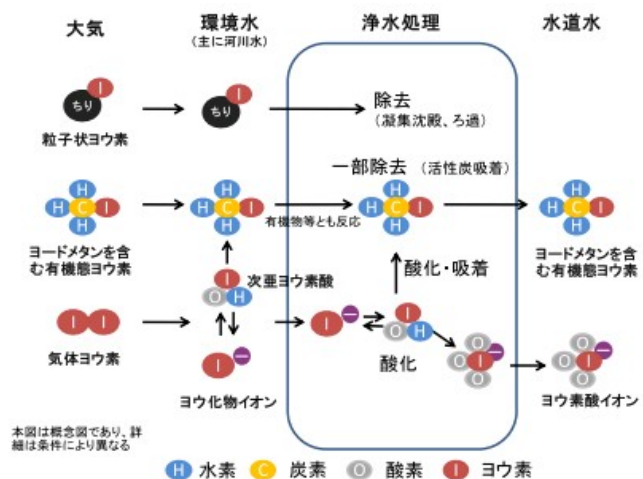 大気
環境水
(主に河川水)
浄水処理
水道水
I
ちり
粒子状ヨウ素
I
ちり
除去
(凝集沈殿、ろ過)
一部除去 (活性炭吸着)
H
H C I
H
ヨードメタンを含
む有機態ヨウ素
H
H C I
H
有機物等とも反応
H
H C I
H
H
H C I
H
ヨードメタンを含
む有機態ヨウ素
酸化・吸着
I
O H
次亜ヨウ素酸
I I
気体ヨウ素
I −
ヨウ化物イオン
I −
I
O H
酸化
O −
O I
O
O −
O I
O
ヨウ素酸イオン
本図は概念図であり、詳
細は条件により異なる
H 水素 C 炭素 O 酸素 I ヨウ素